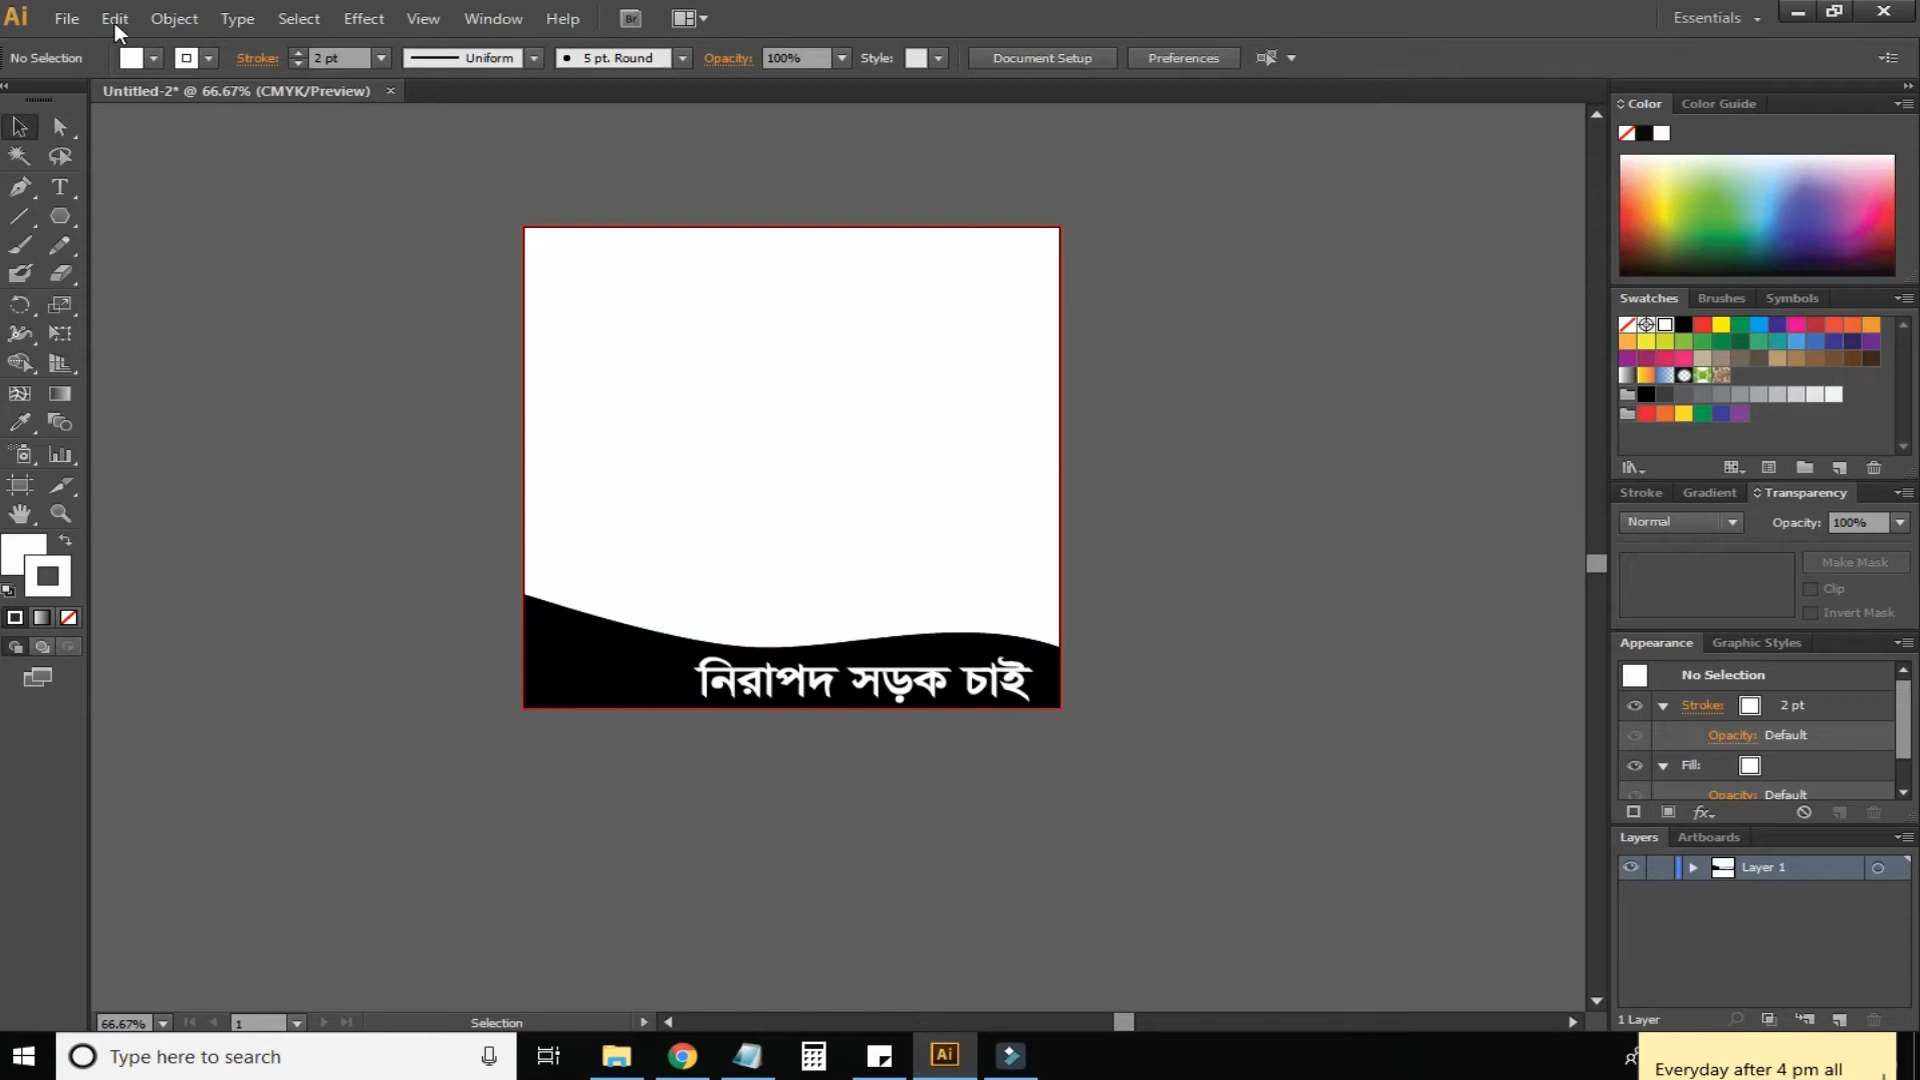 Ai File Edit Object Type Select Effect View Window Help Br Essentials
No Selection Stroke: 2 pt Uniform 5 pt. Round Opacity: 100% Style: Document Setup Preferences
Untitled-2* @ 66.67% (CMYK/Preview)
Color Color Guide
Swatches Brushes Symbols
Stroke Gradient Transparency
Normal Opacity: 100%
Make Mask
Clip
Invert Mask
Appearance Graphic Styles
No Selection
Stroke: 2 pt
Opacity: Default
Fill:
Opacity: Default
fx
Layers Artboards
Layer 1
1 Layer
নিরাপদ সড়ক চাই
66.67% 1 Selection
Type here to search
Ai
Everyday after 4 pm all